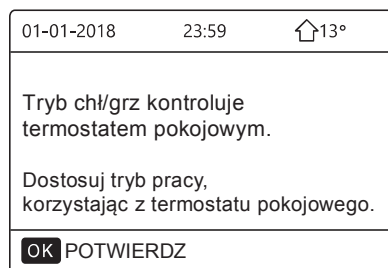 01-01-2018 23:59 13°
Tryb chł/grz kontroluje
termostatem pokojowym.
Dostosuj tryb pracy,
korzystając z termostatu pokojowego.
OK POTWIERDZ